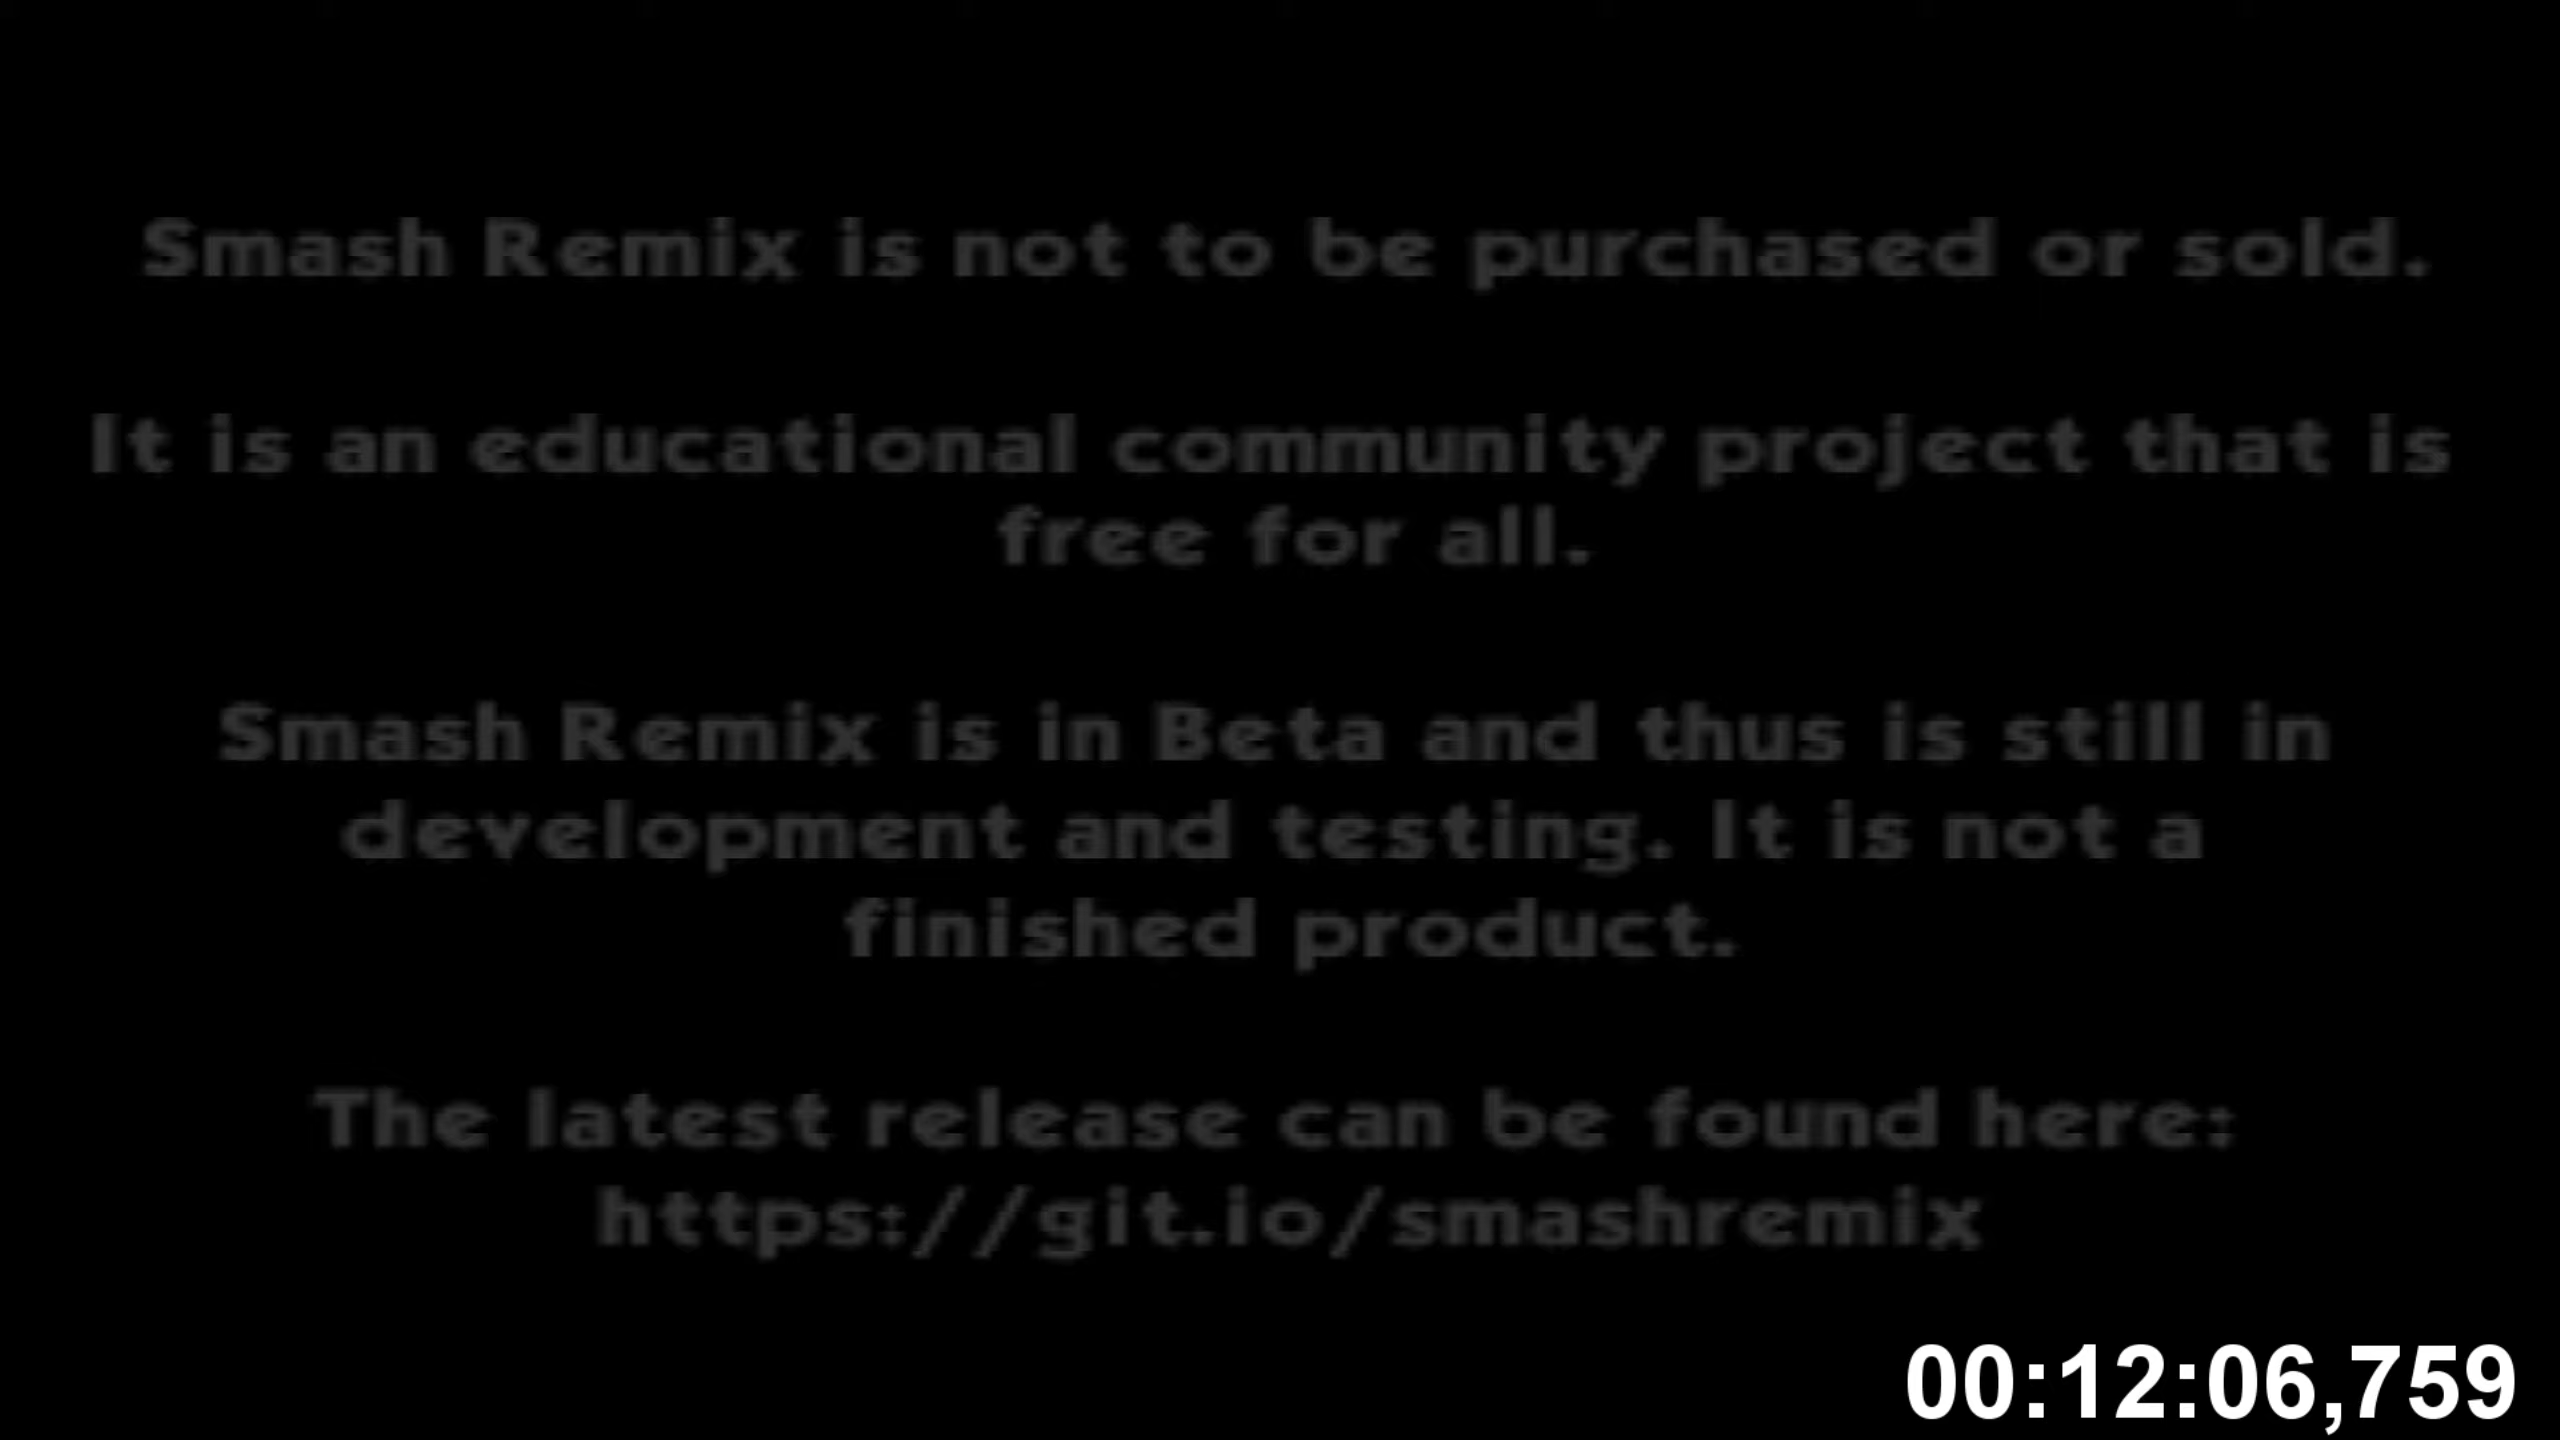 Smash Remix is not to be purchased or sold.
It is an educational community project that is
free for all.
Smash Remix is in Beta and thus is still in
development and testing. It is not a
finished product.
The latest release can be found here:
https://git.io/smashremix
00:12:06,759